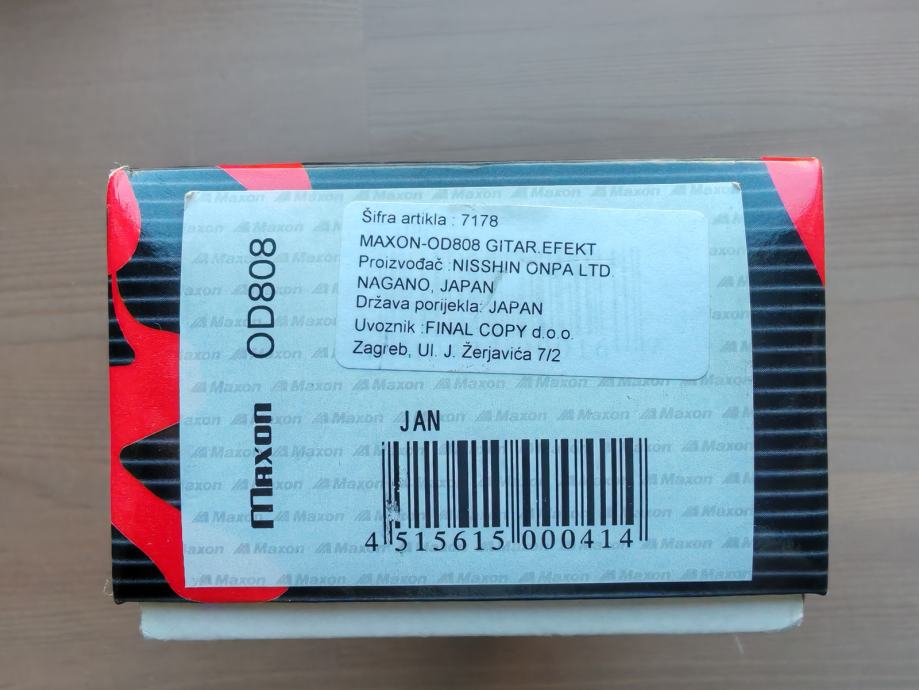 OD808
Maxon
Šifra artikla : 7178
MAXON-OD808 GITAR.EFEKT
Proizvođač :NISSHIN ONPA LTD.
NAGANO, JAPAN
Država porijekla: JAPAN
Uvoznik :FINAL COPY d.o.o.
Zagreb, Ul. J. Žerjavića 7/2
JAN
4 515615 000414